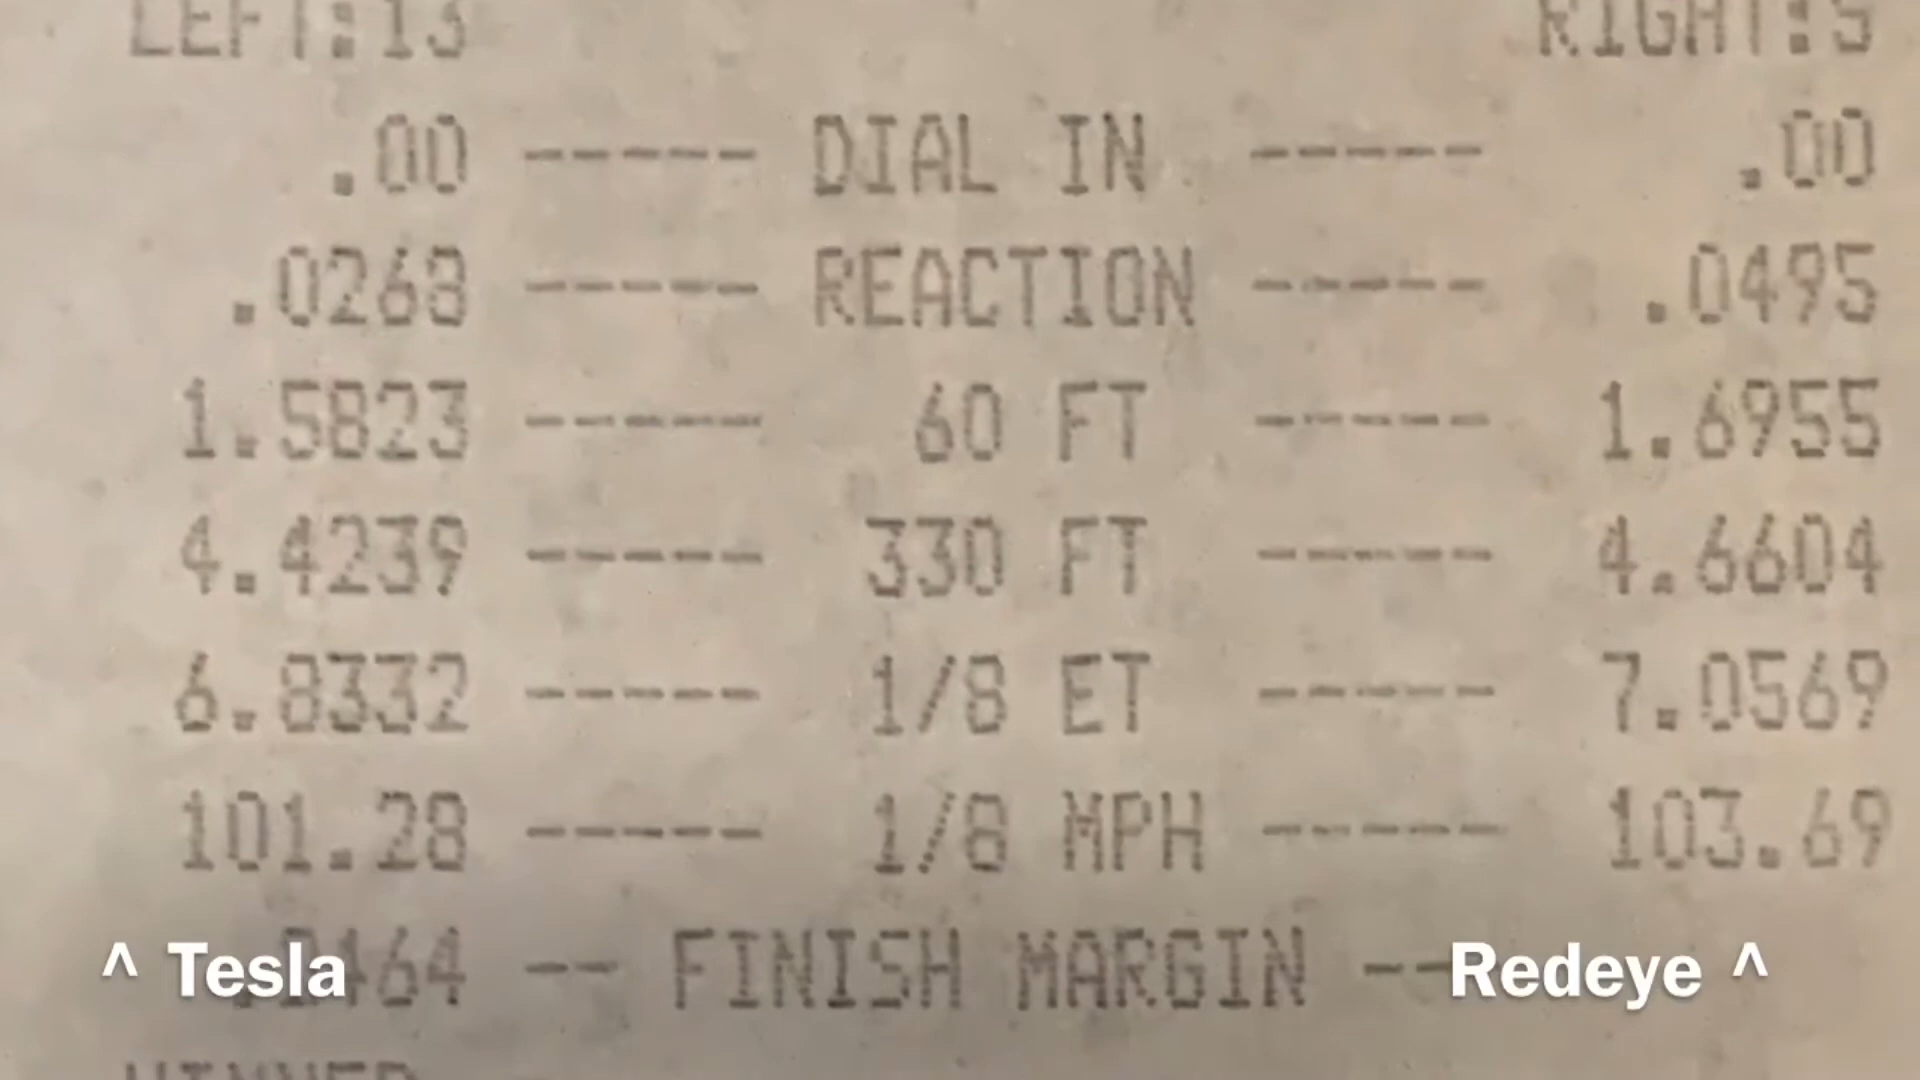 LEFT:13 RIGHT:5
.00 ----- DIAL IN ----- .00
.0268 ----- REACTION ----- .0495
1.5823 ----- 60 FT ----- 1.6955
4.4239 ----- 330 FT ----- 4.6604
6.8332 ----- 1/8 ET ----- 7.0569
101.28 ----- 1/8 MPH ----- 103.69
-- FINISH MARGIN --
^ Tesla Redeye ^
WINNER